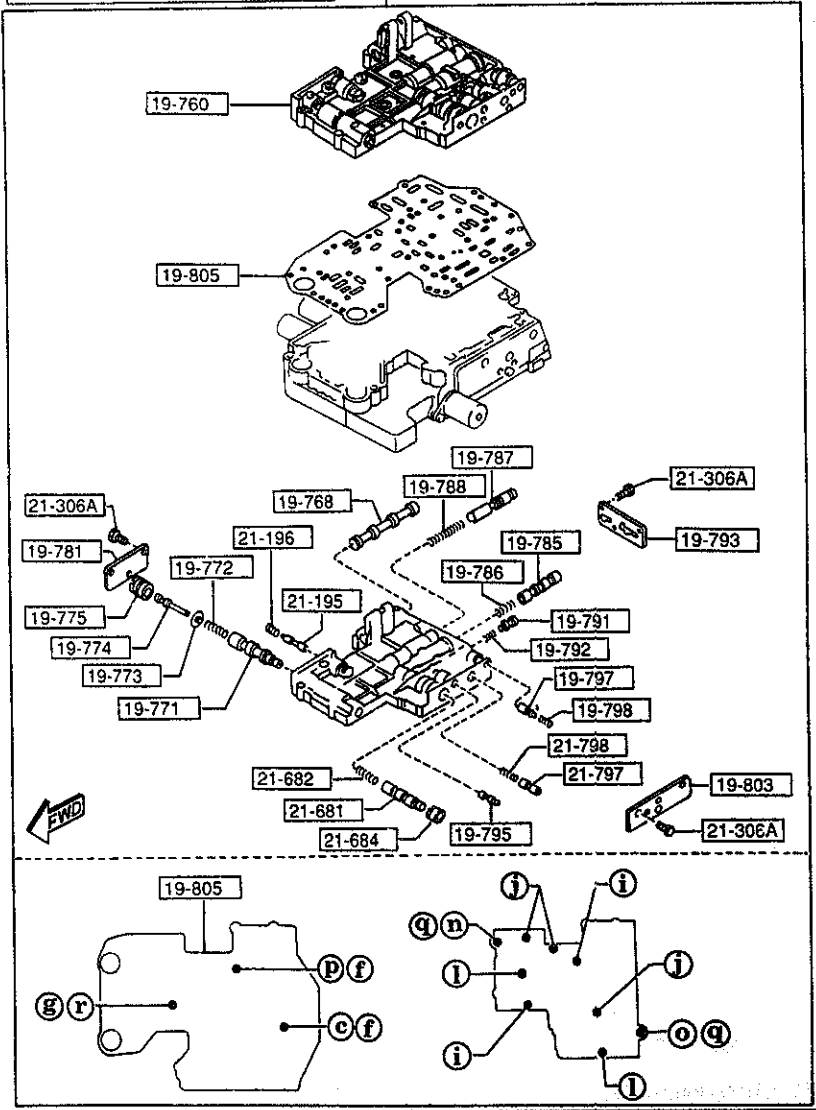 19-760
19-805
19-787
19-788
21-306A
19-768
21-306A
21-196
19-781
19-793
19-785
19-772
19-786
21-195
19-775
19-791
19-774
19-792
19-773
19-797
19-771
19-798
21-798
21-682
21-797
19-803
21-681
FWD
21-684
19-795
21-306A
19-805
j
i
q n
p f
l
j
g r
c f
o q
i
l